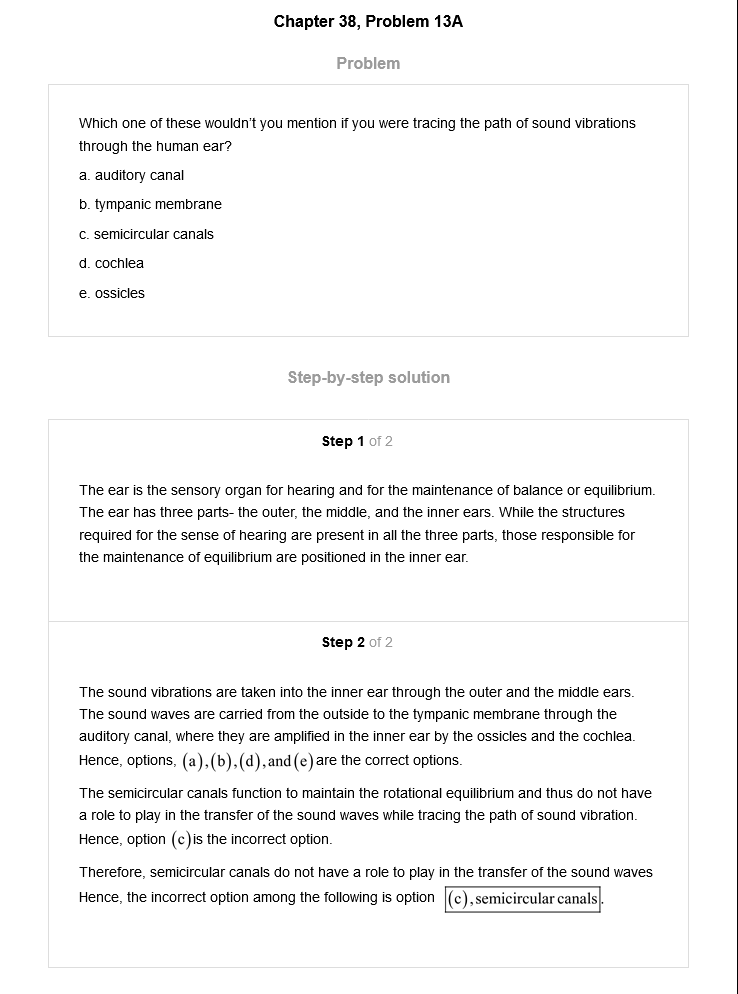 Chapter 38, Problem 13A
Problem
Which one of these wouldn't you mention if you were tracing the path of sound vibrations
through the human ear?
a. auditory canal
b. tympanic membrane
c. semicircular canals
d. cochlea
e. ossicles
Step-by-step solution
Step 1 of 2
The ear is the sensory organ for hearing and for the maintenance of balance or equilibrium.
The ear has three parts- the outer, the middle, and the inner ears. While the structures
required for the sense of hearing are present in all the three parts, those responsible for
the maintenance of equilibrium are positioned in the inner ear.
Step 2 of 2
The sound vibrations are taken into the inner ear through the outer and the middle ears.
The sound waves are carried from the outside to the tympanic membrane through the
auditory canal, where they are amplified in the inner ear by the ossicles and the cochlea.
Hence, options, (a),(b),(d),and(e)are the correct options.
The semicircular canals function to maintain the rotational equilibrium and thus do not have
a role to play in the transfer of the sound waves while tracing the path of sound vibration.
Hence, option (c)is the incorrect option.
Therefore, semicircular canals do not have a role to play in the transfer of the sound waves
Hence, the incorrect option among the following is option (c),semicircular canals.